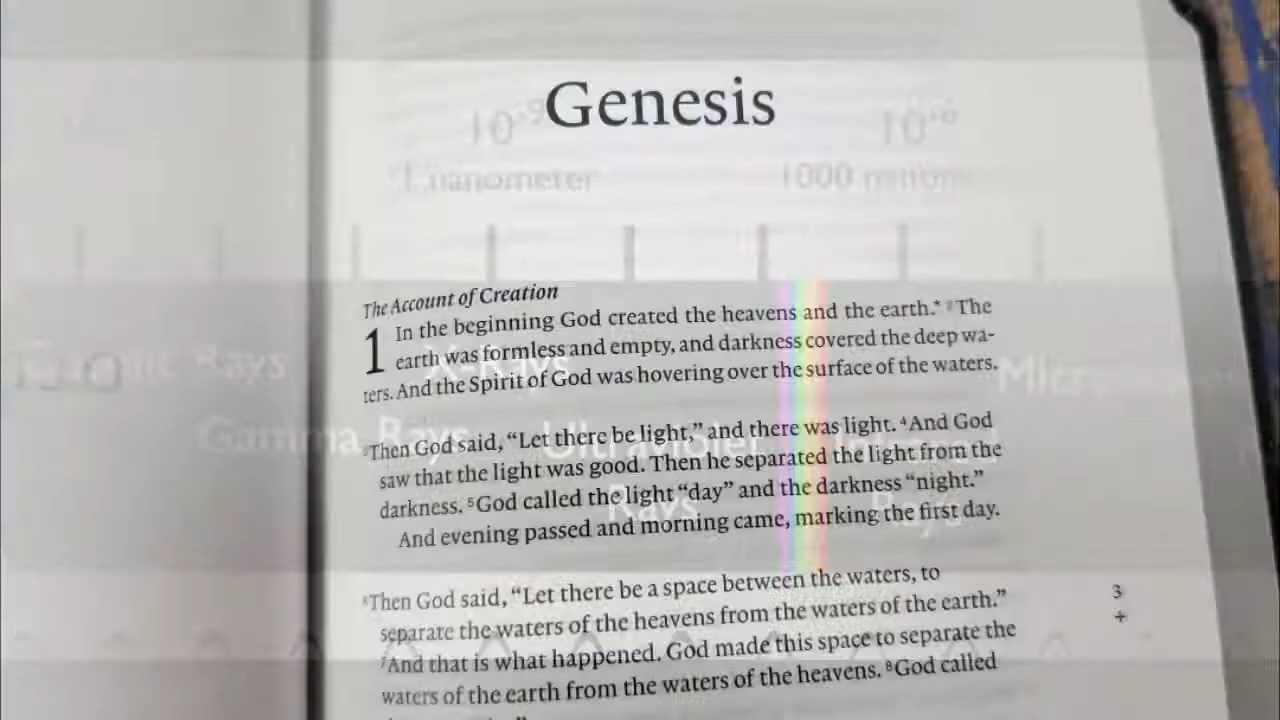 Genesis
10⁻⁹
1 nanometer
1000 
The Account of Creation
1 In the beginning God created the heavens and the earth.* ²The
earth was formless and empty, and darkness covered the deep wa-
ters. And the Spirit of God was hovering over the surface of the waters.
Rays X-Rays
Gamma Rays Ultraviolet
Rays Rays
³Then God said, “Let there be light,” and there was light. ⁴And God
saw that the light was good. Then he separated the light from the
darkness. ⁵God called the light “day” and the darkness “night.”
And evening passed and morning came, marking the first day.
⁶Then God said, “Let there be a space between the waters, to
separate the waters of the heavens from the waters of the earth.”
⁷And that is what happened. God made this space to separate the
waters of the earth from the waters of the heavens. ⁸God called
3
+